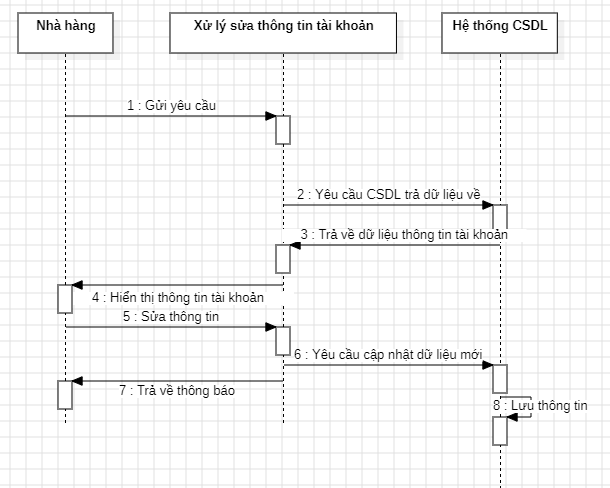 Nhà hàng
Xử lý sửa thông tin tài khoản
Hệ thống CSDL
1 : Gửi yêu cầu
2 : Yêu cầu CSDL trả dữ liệu về
3 : Trả về dữ liệu thông tin tài khoản
4 : Hiển thị thông tin tài khoản
5 : Sửa thông tin
6 : Yêu cầu cập nhật dữ liệu mới
7 : Trả về thông báo
8 : Lưu thông tin